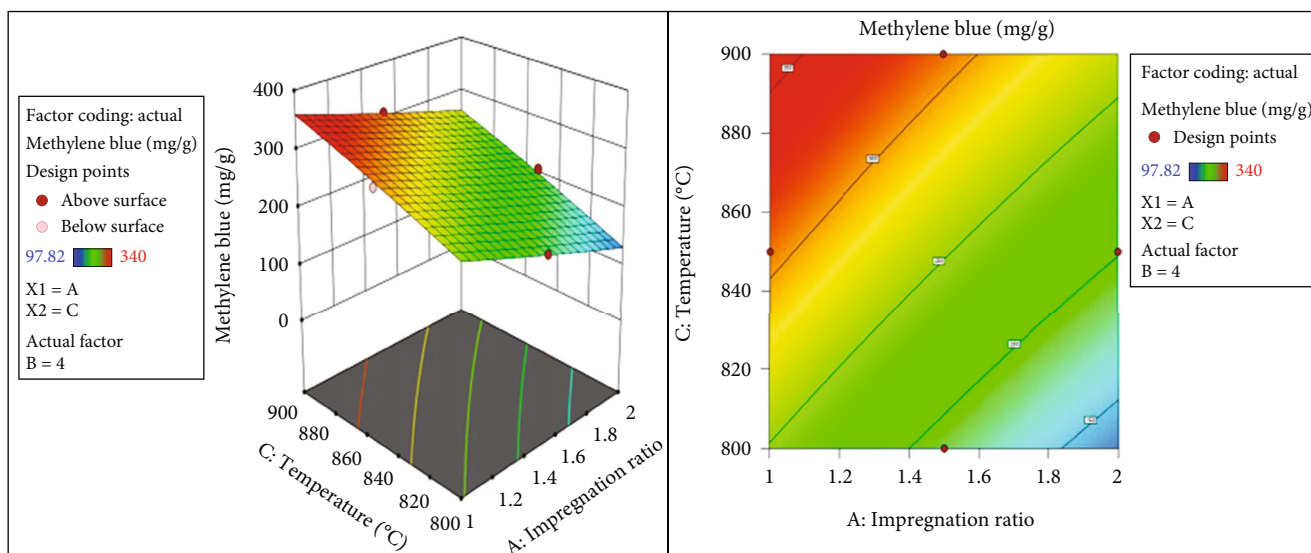 Factor coding: actual
Methylene blue (mg/g)
Design points
Above surface
Below surface
97.82 340
X1 = A
X2 = C
Actual factor
B = 4
Methylene blue (mg/g)
400
300
200
100
0
900
880
860
840
820
800
C: Temperature (°C)
1
1.2
1.4
1.6
1.8
2
A: Impregnation ratio
Methylene blue (mg/g)
C: Temperature (°C)
900
880
860
840
820
800
1 1.2 1.4 1.6 1.8 2
A: Impregnation ratio
Factor coding: actual
Methylene blue (mg/g)
Design points
97.82 340
X1 = A
X2 = C
Actual factor
B = 4